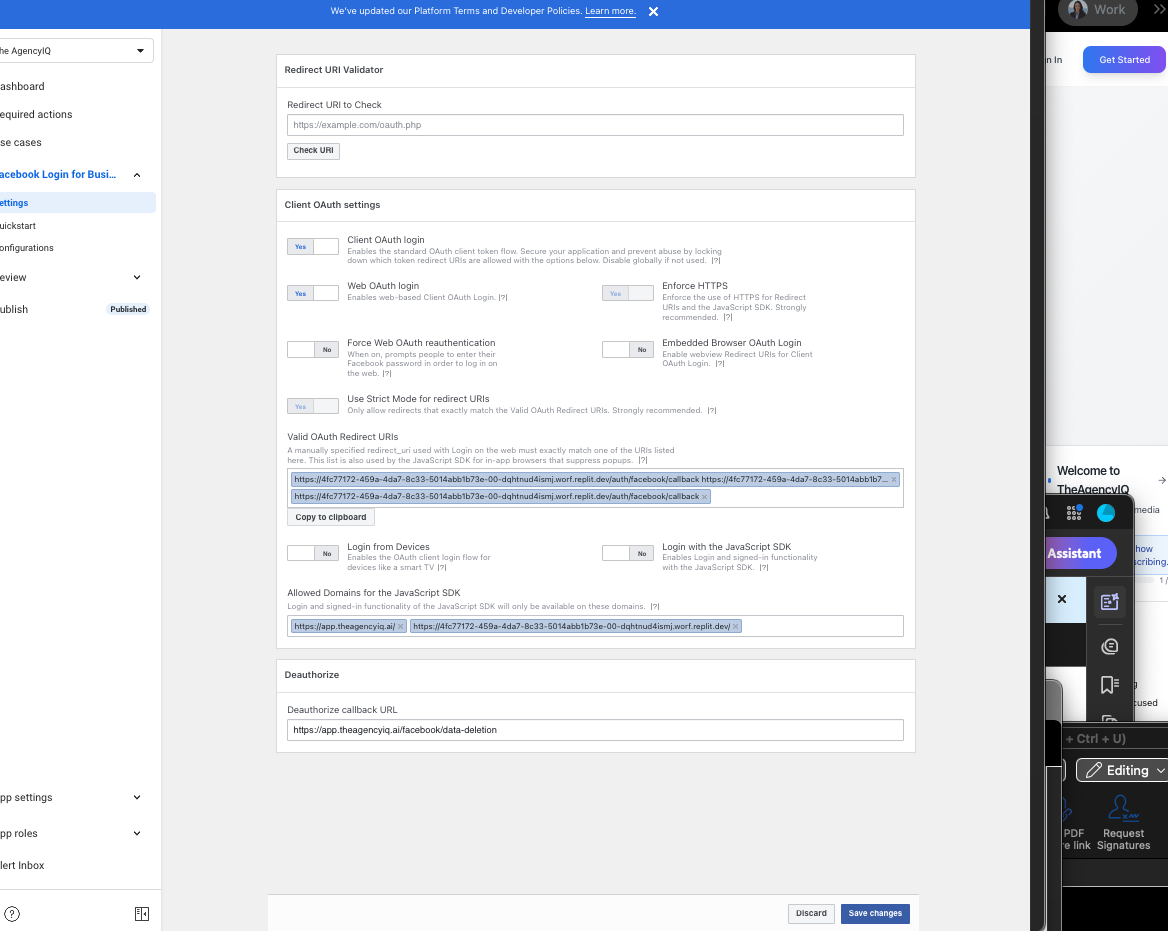 We've updated our Platform Terms and Developer Policies. Learn more.
he AgencyIQ
ashboard
equired actions
se cases
acebook Login for Busi...
ettings
uickstart
onfigurations
eview
ublish Published
pp settings
pp roles
lert Inbox
Redirect URI Validator
Redirect URI to Check
https://example.com/oauth.php
Check URI
Client OAuth settings
Yes
Client OAuth login
Enables the standard OAuth client token flow. Secure your application and prevent abuse by locking
down which token redirect URIs are allowed with the options below. Disable globally if not used. [?]
Yes
Web OAuth login
Enables web-based Client OAuth Login. [?]
Yes
Enforce HTTPS
Enforce the use of HTTPS for Redirect
URIs and the JavaScript SDK. Strongly
recommended. [?]
No
Force Web OAuth reauthentication
When on, prompts people to enter their
Facebook password in order to log in on
the web. [?]
No
Embedded Browser OAuth Login
Enable webview Redirect URIs for Client
OAuth Login. [?]
Yes
Use Strict Mode for redirect URIs
Only allow redirects that exactly match the Valid OAuth Redirect URIs. Strongly recommended. [?]
Valid OAuth Redirect URIs
A manually specified redirect_uri used with Login on the web must exactly match one of the URIs listed
here. This list is also used by the JavaScript SDK for in-app browsers that suppress popups. [?]
https://4fc77172-459a-4da7-8c33-5014abb1b73e-00-dqhtnud4ismj.worf.replit.dev/auth/facebook/callback https://4fc77172-459a-4da7-8c33-5014abb1b7...
https://4fc77172-459a-4da7-8c33-5014abb1b73e-00-dqhtnud4ismj.worf.replit.dev/auth/facebook/callback
Copy to clipboard
No
Login from Devices
Enables the OAuth client login flow for
devices like a smart TV [?]
No
Login with the JavaScript SDK
Enables Login and signed-in functionality
with the JavaScript SDK. [?]
Allowed Domains for the JavaScript SDK
Login and signed-in functionality of the JavaScript SDK will only be available on these domains. [?]
https://app.theagencyiq.ai/ https://4fc77172-459a-4da7-8c33-5014abb1b73e-00-dqhtnud4ismj.worf.replit.dev/
Deauthorize
Deauthorize callback URL
https://app.theagencyiq.ai/facebook/data-deletion
Discard Save changes
Work
n In Get Started
Welcome to
TheAgencyIQ
media
Assistant
how
scribing.
1 /
cused
+ Ctrl + U)
Editing
PDF
e link
Request
Signatures